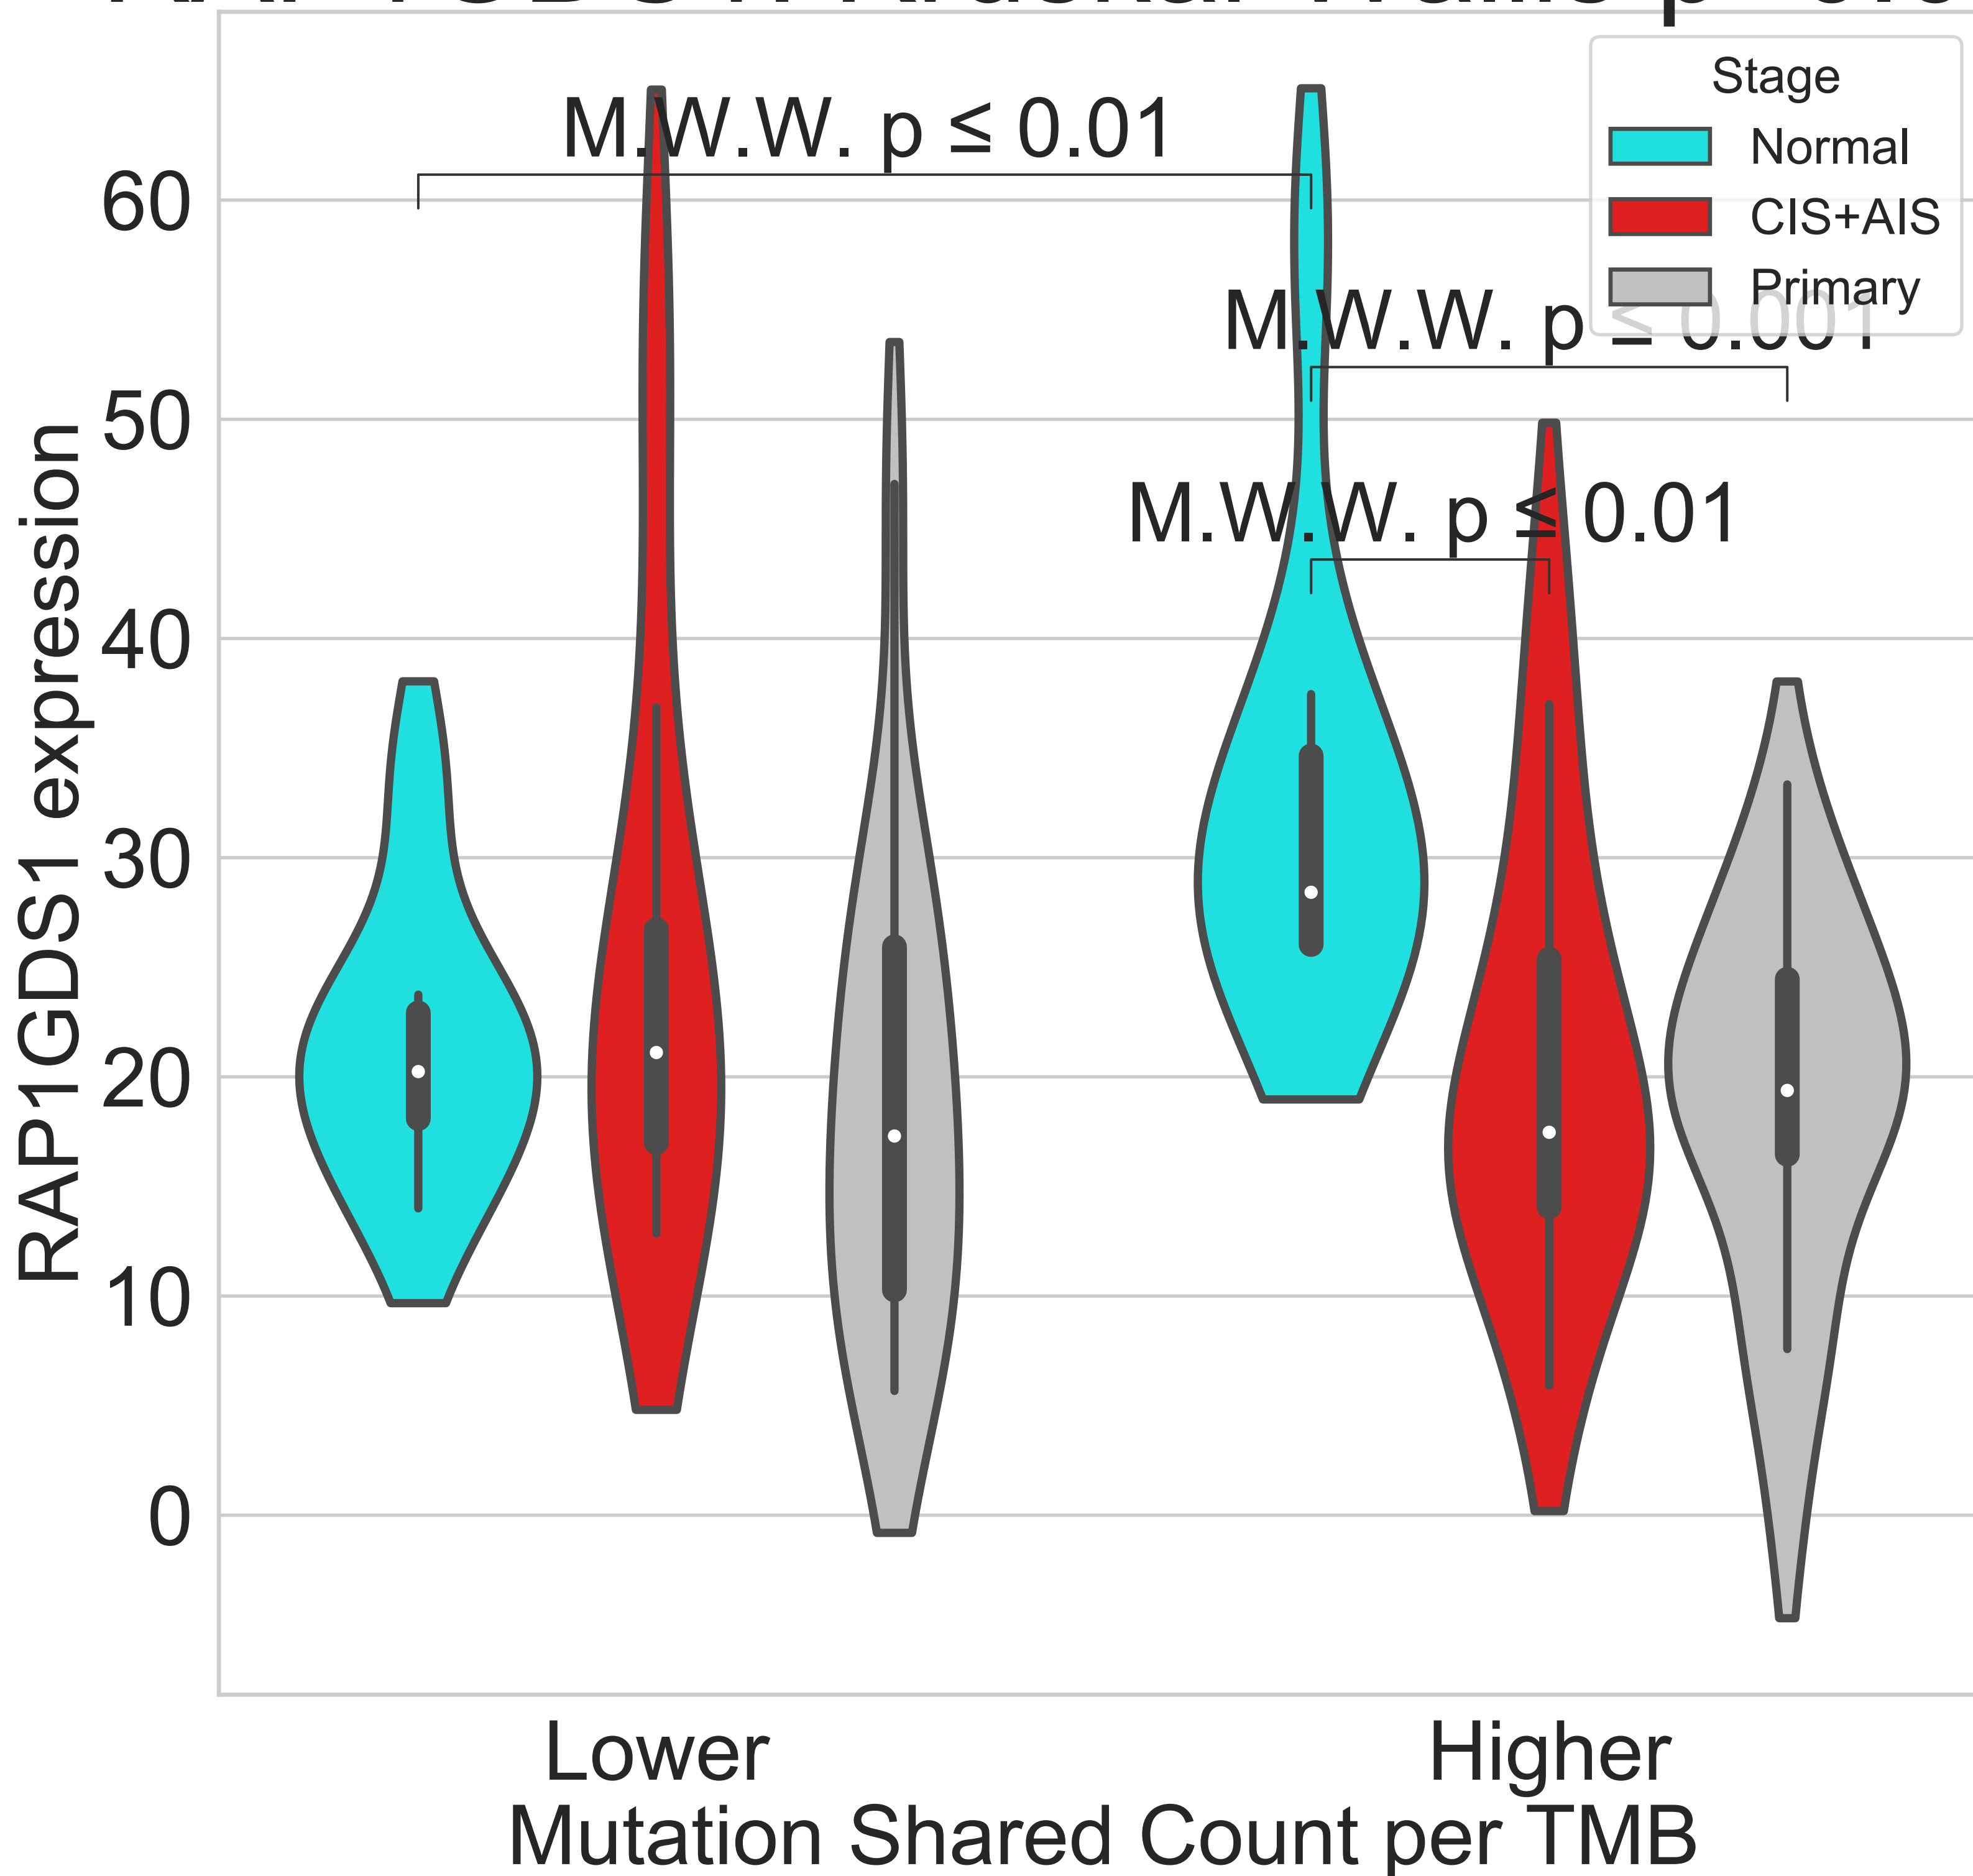 M.W.W. p ≤ 0.01
Stage
Normal
CIS+AIS
Primary
M.W.W. p ≤ 0.001
M.W.W. p ≤ 0.01
60
50
40
30
20
10
0
RAP1GDS1 expression
Lower
Higher
Mutation Shared Count per TMB